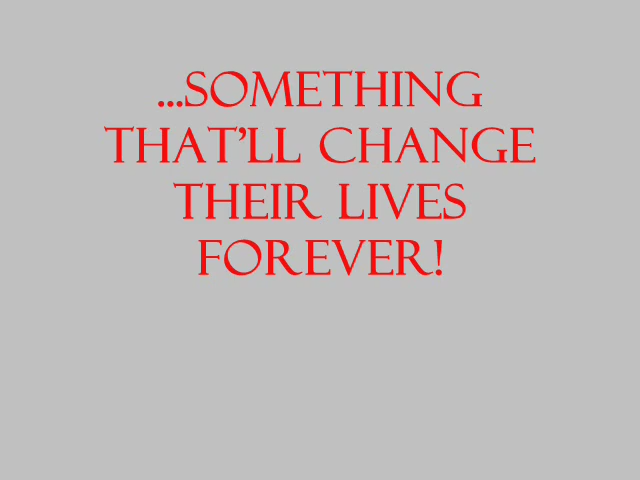 ...SOMETHING
THAT'LL CHANGE
THEIR LIVES
FOREVER!